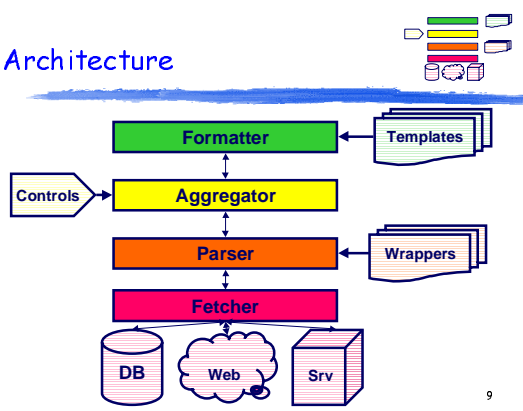 Architecture
Formatter
Templates
Controls
Aggregator
Parser
Wrappers
Fetcher
DB
Web
Srv
9